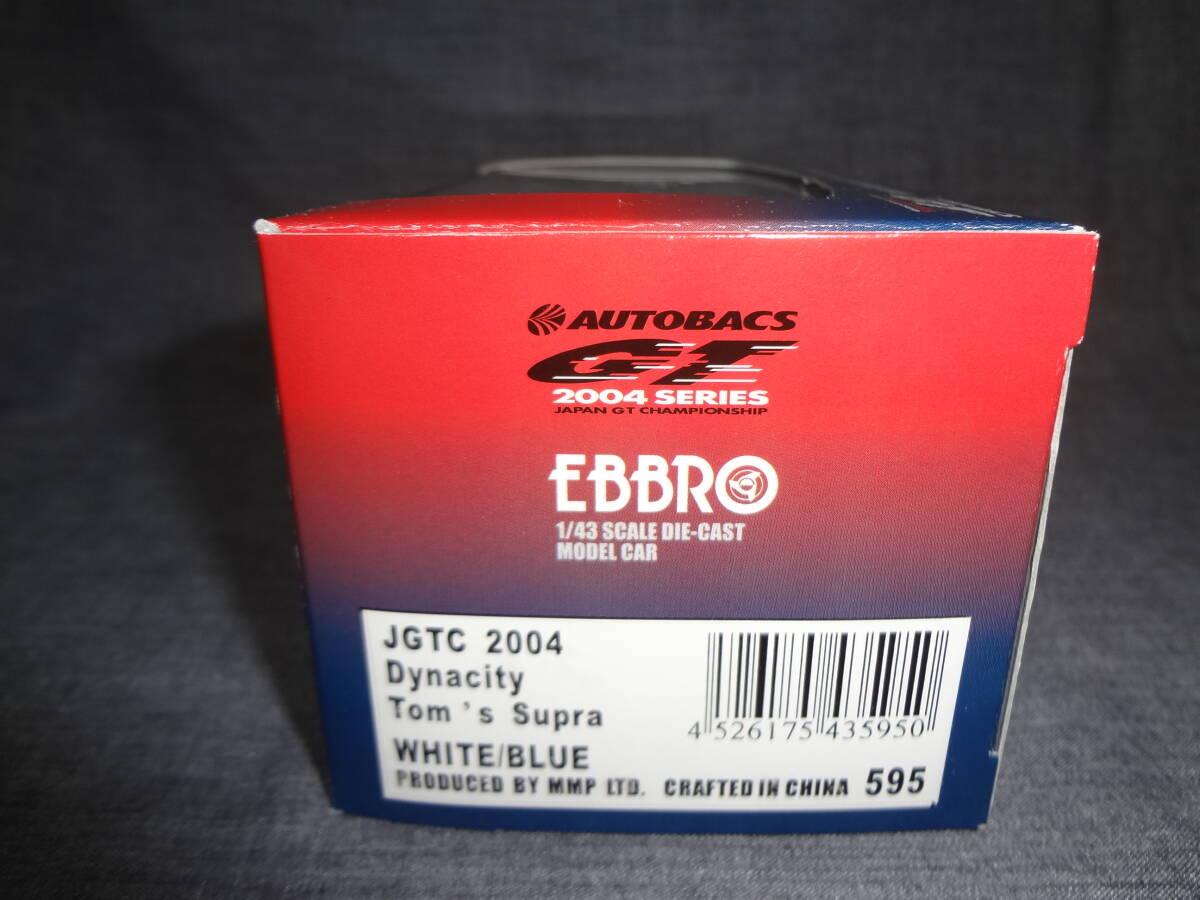 AUTOBACS
GT
2004 SERIES
JAPAN GT CHAMPIONSHIP
EBBRO
1/43 SCALE DIE-CAST
MODEL CAR
JGTC 2004
Dynacity
Tom's Supra
WHITE/BLUE
4 526175 435950
PRODUCED BY MMP LTD. CRAFTED IN CHINA 595